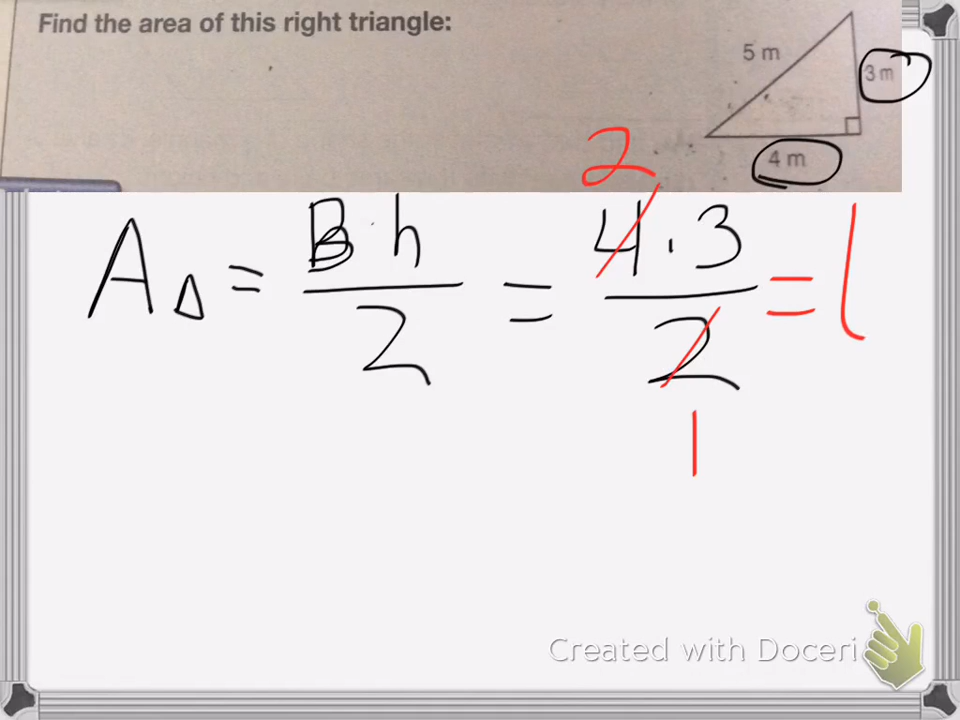 Find the area of this right triangle:
5 m
3 m
4 m
A△ = B·h/2 = 4·3/2 =
2
1
Created with Doceri